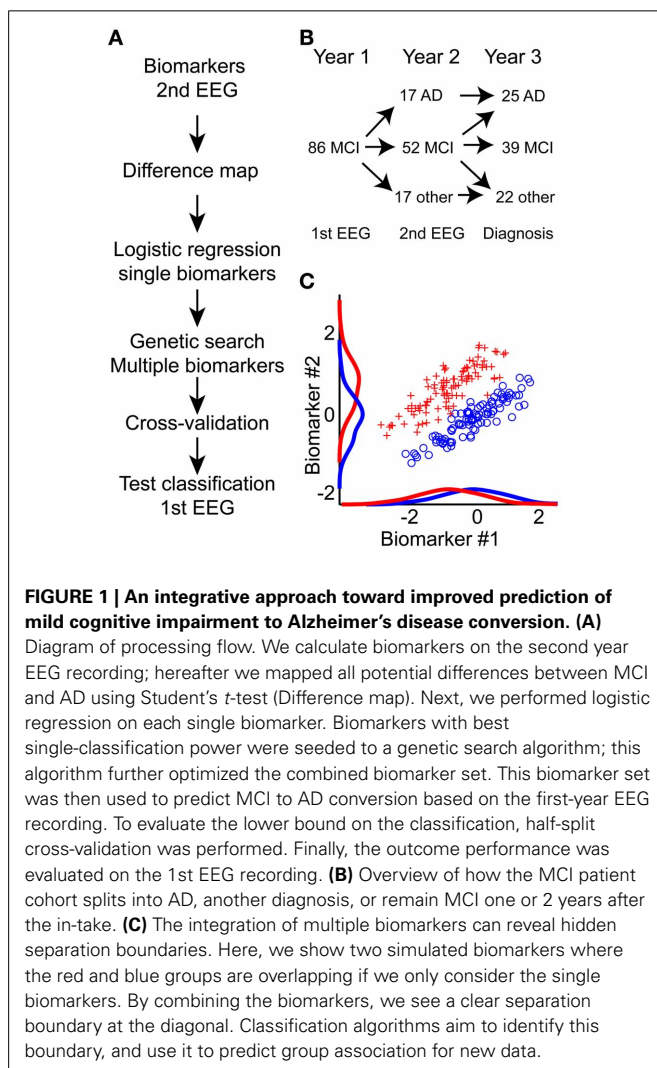 A
Biomarkers
2nd EEG
Difference map
Logistic regression
single biomarkers
Genetic search
Multiple biomarkers
Cross-validation
Test classification
1st EEG
B
Year 1 Year 2 Year 3
17 AD 25 AD
86 MCI 52 MCI 39 MCI
17 other 22 other
1st EEG 2nd EEG Diagnosis
C
2
0
-2
Biomarker #2
-2 0 2
Biomarker #1
FIGURE 1 | An integrative approach toward improved prediction of
mild cognitive impairment to Alzheimer's disease conversion. (A)
Diagram of processing flow. We calculate biomarkers on the second year
EEG recording; hereafter we mapped all potential differences between MCI
and AD using Student's t-test (Difference map). Next, we performed logistic
regression on each single biomarker. Biomarkers with best
single-classification power were seeded to a genetic search algorithm; this
algorithm further optimized the combined biomarker set. This biomarker set
was then used to predict MCI to AD conversion based on the first-year EEG
recording. To evaluate the lower bound on the classification, half-split
cross-validation was performed. Finally, the outcome performance was
evaluated on the 1st EEG recording. (B) Overview of how the MCI patient
cohort splits into AD, another diagnosis, or remain MCI one or 2 years after
the in-take. (C) The integration of multiple biomarkers can reveal hidden
separation boundaries. Here, we show two simulated biomarkers where
the red and blue groups are overlapping if we only consider the single
biomarkers. By combining the biomarkers, we see a clear separation
boundary at the diagonal. Classification algorithms aim to identify this
boundary, and use it to predict group association for new data.